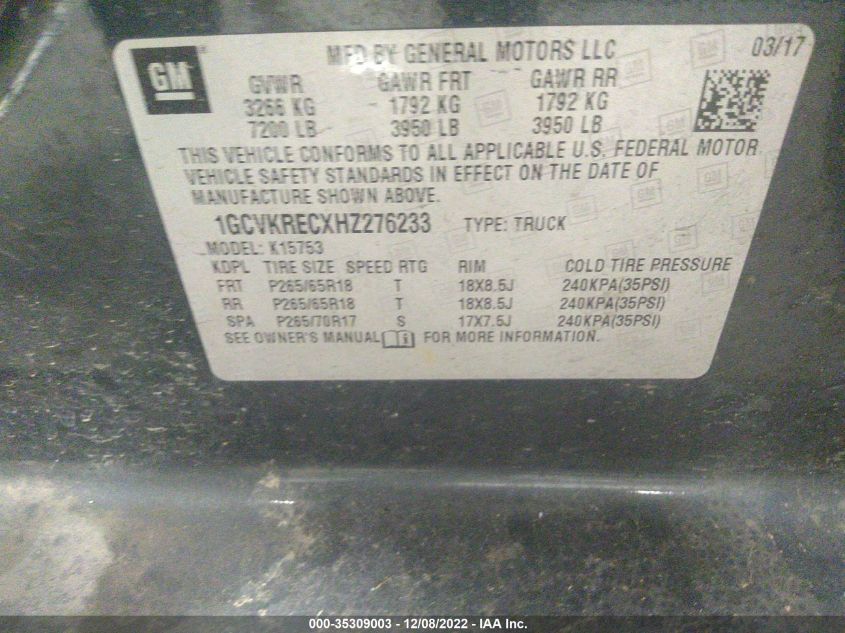 GM
MFD BY GENERAL MOTORS LLC 03/17
GVWR GAWR FRT GAWR RR
3266 KG 1792 KG 1792 KG
7200 LB 3950 LB 3950 LB
THIS VEHICLE CONFORMS TO ALL APPLICABLE U.S. FEDERAL MOTOR
VEHICLE SAFETY STANDARDS IN EFFECT ON THE DATE OF
MANUFACTURE SHOWN ABOVE.
1GCVKRECXHZ276233 TYPE: TRUCK
MODEL: K15753
KDPL TIRE SIZE SPEED RTG RIM COLD TIRE PRESSURE
FRT P265/65R18 T 18X8.5J 240KPA(35PSI)
RR P265/65R18 T 18X8.5J 240KPA(35PSI)
SPA P265/70R17 S 17X7.5J 240KPA(35PSI)
SEE OWNER'S MANUAL FOR MORE INFORMATION.
000-35309003 - 12/08/2022 - IAA Inc.